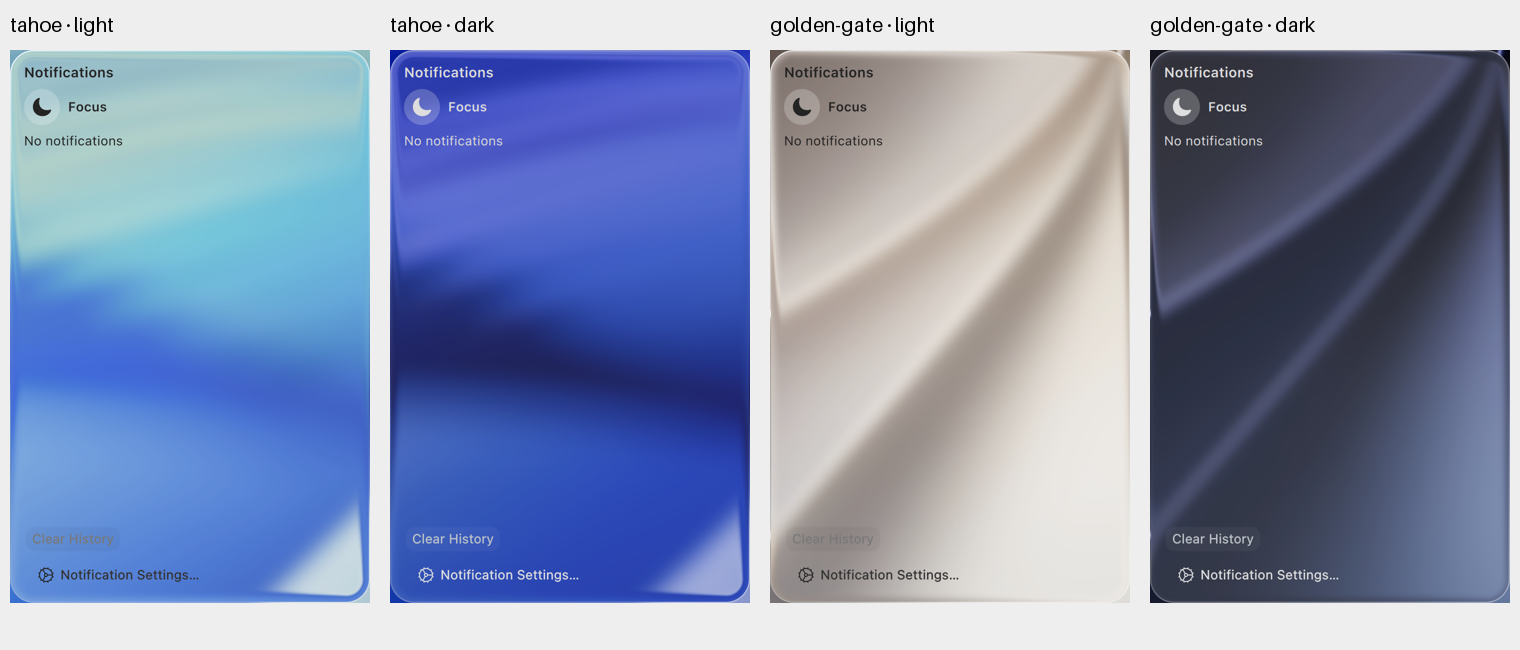 tahoe · light
Notifications
Focus
No notifications
Clear History
Notification Settings...
tahoe · dark
Notifications
Focus
No notifications
Clear History
Notification Settings...
golden-gate · light
Notifications
Focus
No notifications
Clear History
Notification Settings...
golden-gate · dark
Notifications
Focus
No notifications
Clear History
Notification Settings...